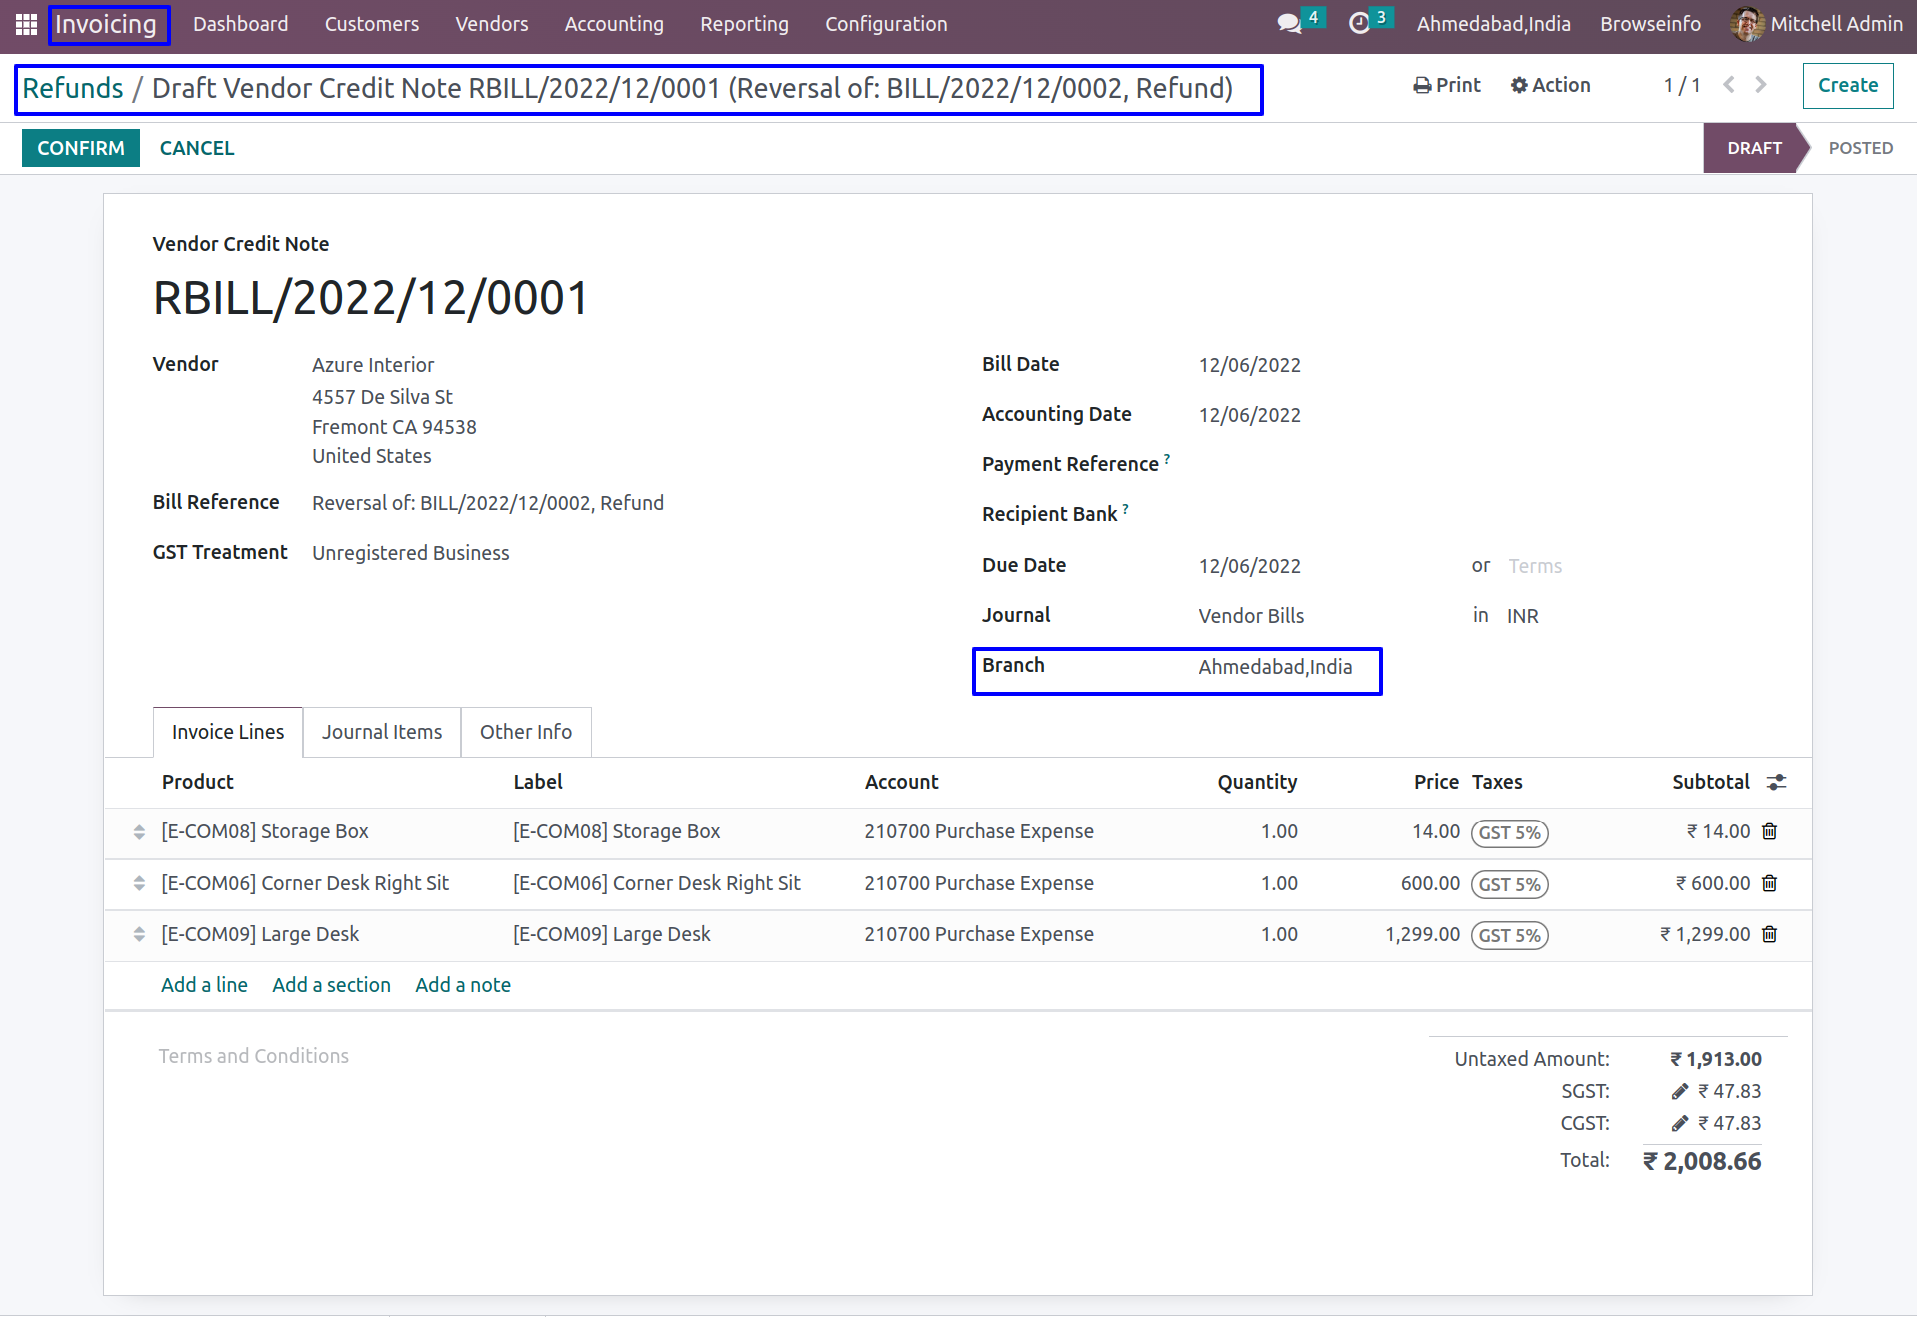 Invoicing Dashboard Customers Vendors Accounting Reporting Configuration 4 3 Ahmedabad,India Browseinfo Mitchell Admin
Refunds / Draft Vendor Credit Note RBILL/2022/12/0001 (Reversal of: BILL/2022/12/0002, Refund) Print Action 1 / 1 Create
CONFIRM CANCEL DRAFT POSTED
Vendor Credit Note
RBILL/2022/12/0001
Vendor Azure Interior
4557 De Silva St
Fremont CA 94538
United States
Bill Reference Reversal of: BILL/2022/12/0002, Refund
GST Treatment Unregistered Business
Bill Date 12/06/2022
Accounting Date 12/06/2022
Payment Reference ?
Recipient Bank ?
Due Date 12/06/2022 or Terms
Journal Vendor Bills in INR
Branch Ahmedabad,India
Invoice Lines Journal Items Other Info
Product Label Account Quantity Price Taxes Subtotal
[E-COM08] Storage Box [E-COM08] Storage Box 210700 Purchase Expense 1.00 14.00 GST 5% ₹ 14.00
[E-COM06] Corner Desk Right Sit [E-COM06] Corner Desk Right Sit 210700 Purchase Expense 1.00 600.00 GST 5% ₹ 600.00
[E-COM09] Large Desk [E-COM09] Large Desk 210700 Purchase Expense 1.00 1,299.00 GST 5% ₹ 1,299.00
Add a line Add a section Add a note
Terms and Conditions
Untaxed Amount: ₹ 1,913.00
SGST: ₹ 47.83
CGST: ₹ 47.83
Total: ₹ 2,008.66